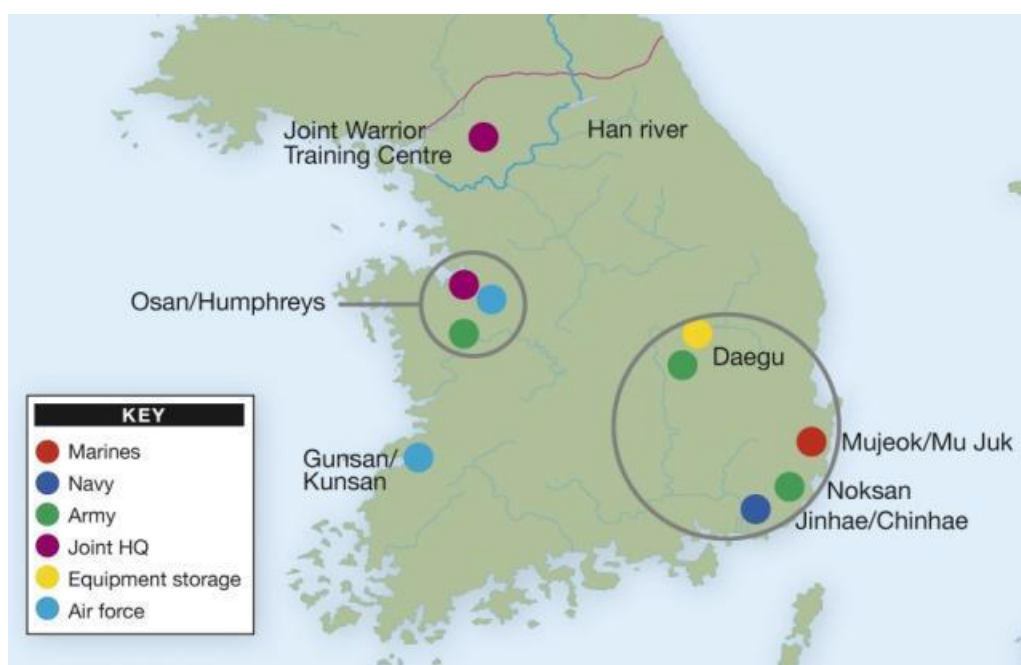 Joint Warrior
Training Centre
Han river
Osan/Humphreys
Daegu
Gunsan/
Kunsan
Mujeok/Mu Juk
Noksan
Jinhae/Chinhae
KEY
Marines
Navy
Army
Joint HQ
Equipment storage
Air force